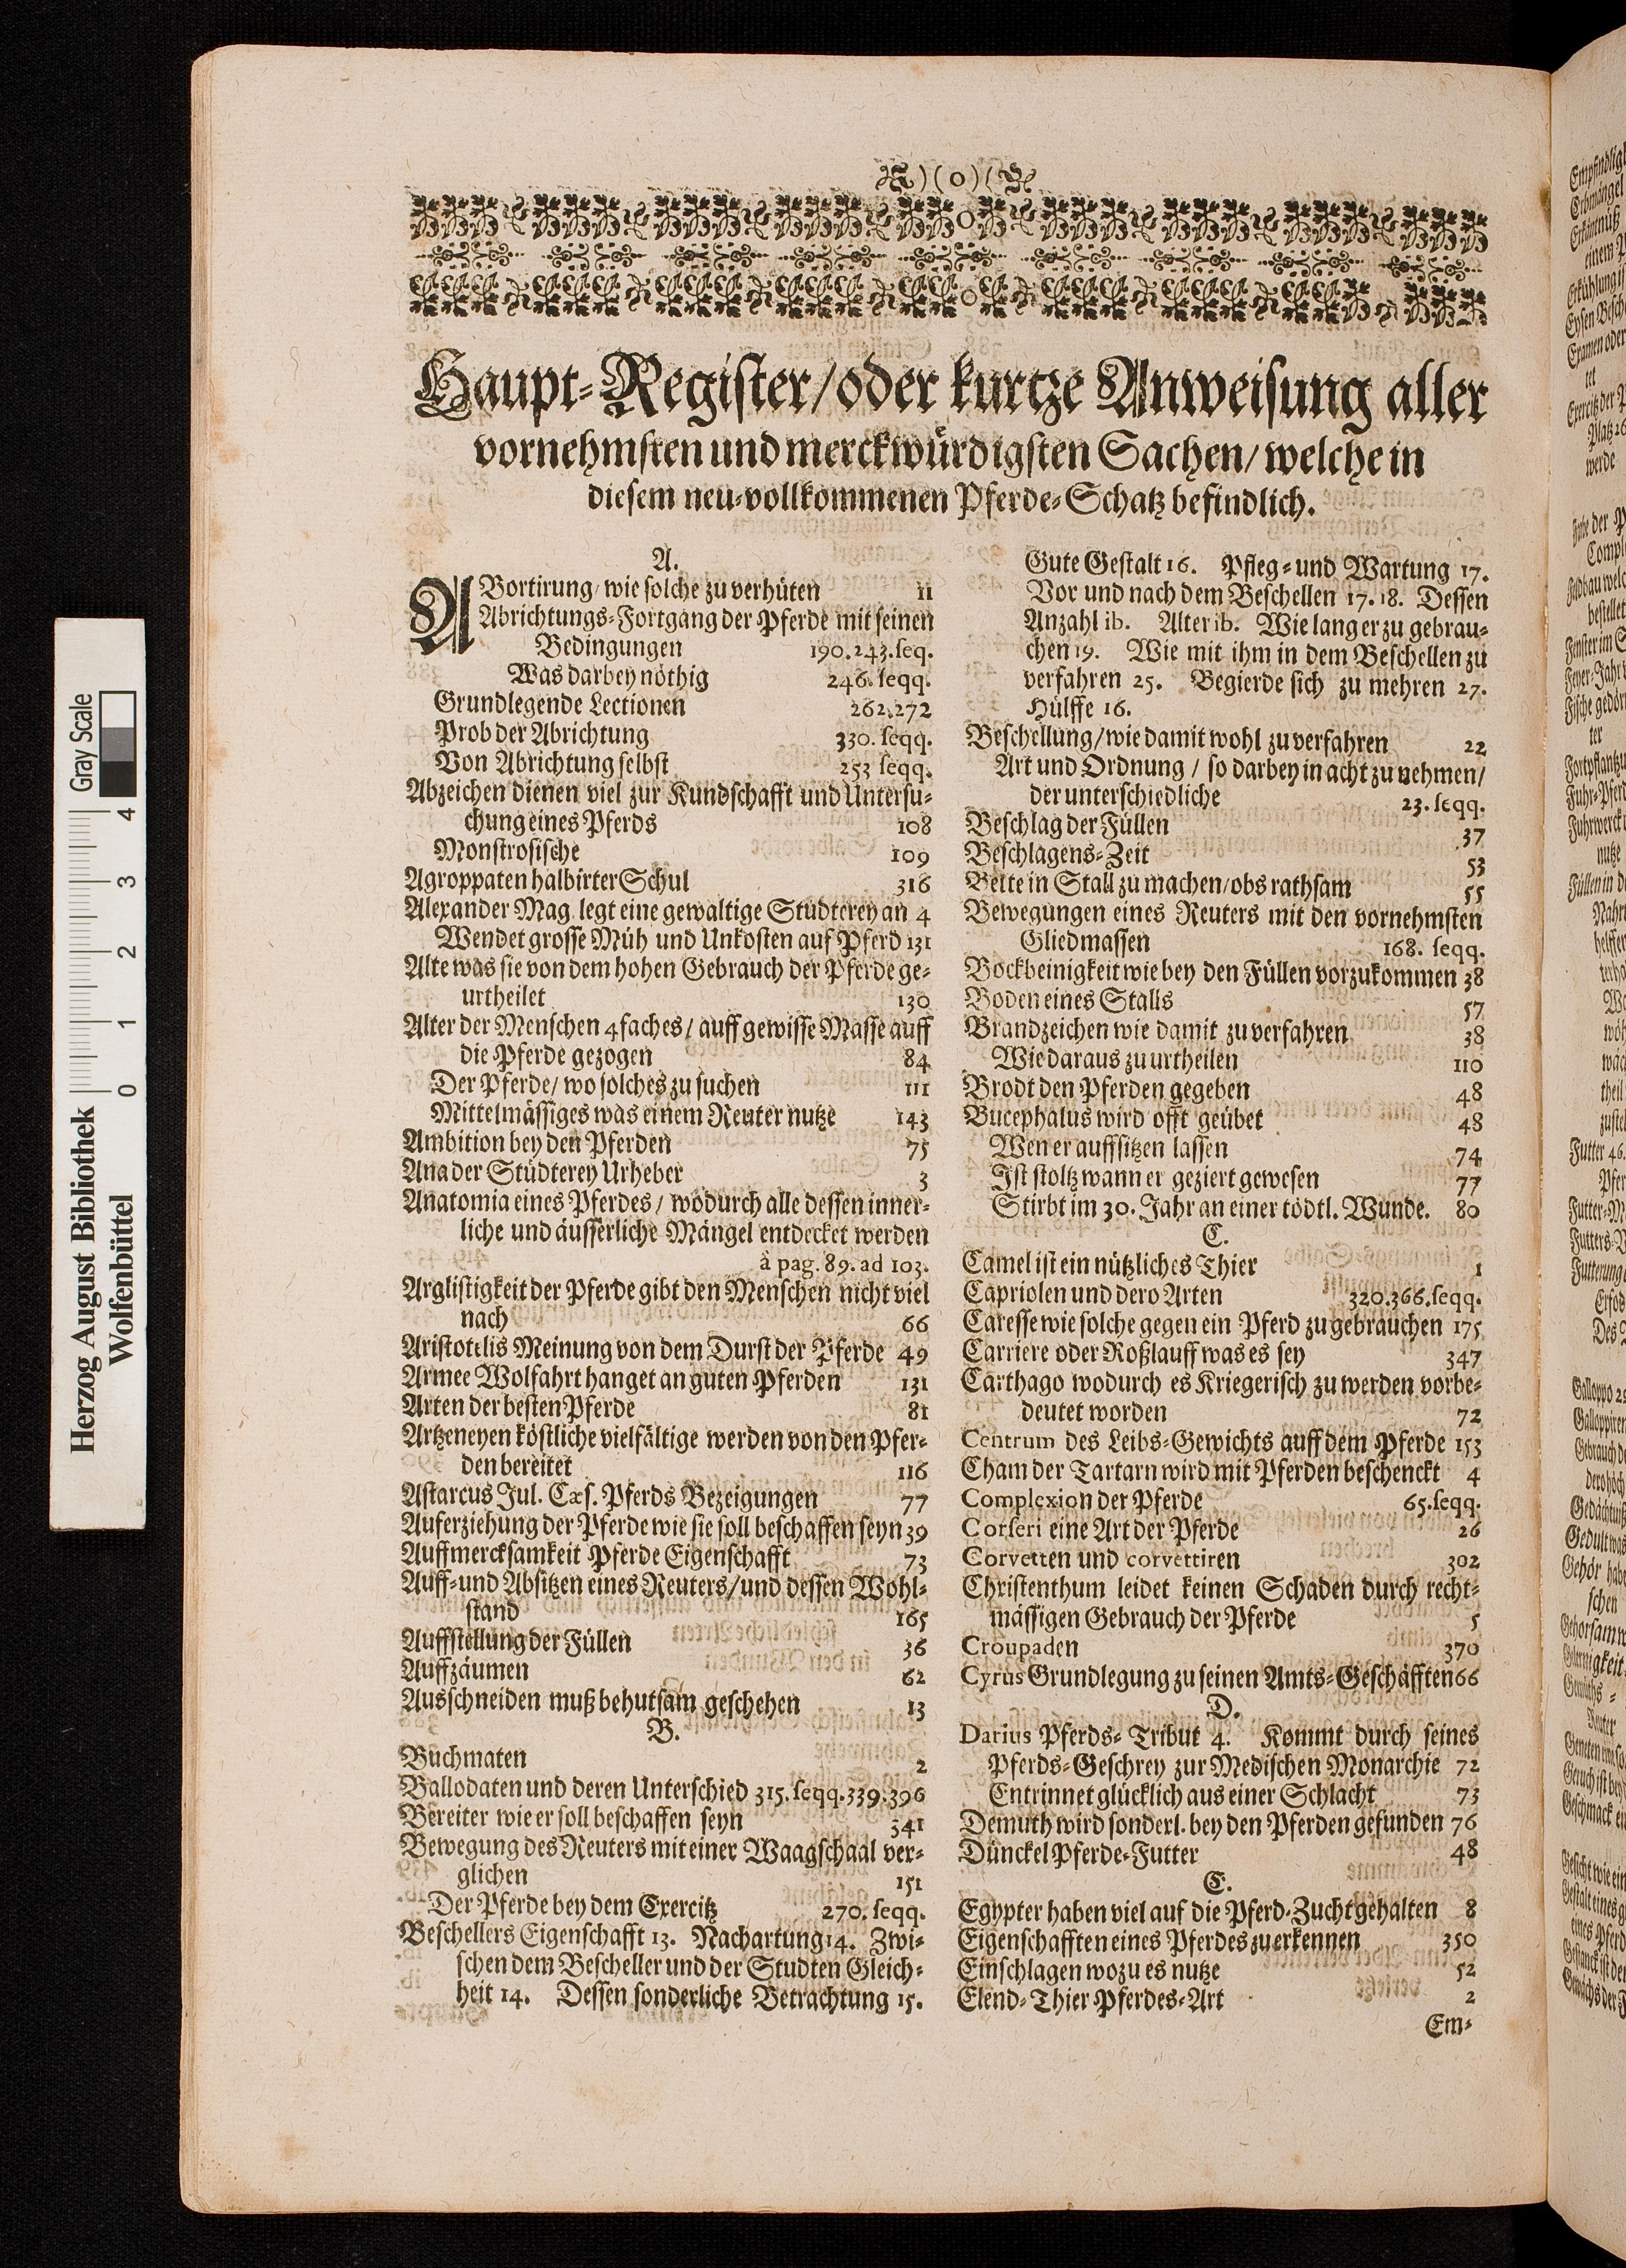 )(o)(
Haupt-Register/oder kurtze Anweisung aller
vornehmsten und merckwürdigsten Sachen/ welche in
diesem neu-vollkommenen Pferde-Schatz befindlich.
A.
ABortirung/ wie solche zu verhüten 11
Abrichtungs-Fortgang der Pferde mit seinen
Bedingungen 190.243.seq.
Was darbey nöthig 246. seqq.
Grundlegende Lectionen 262.272
Prob der Abrichtung 330. seqq.
Von Abrichtung selbst 253 seqq.
Abzeichen dienen viel zur Kundschafft und Untersu-
chung eines Pferds 108
Monstrosische 109
Agroppaten halbirter Schul 316
Alexander Mag. legt eine gewaltige Studterey an 4
Wendet grosse Müh und Unkosten auf Pferd 131
Alte was sie von dem hohen Gebrauch der Pferde ge-
urtheilet 130
Alter der Menschen 4faches/ auff gewisse Masse auff
die Pferde gezogen 84
Der Pferde/ wo solches zu suchen 111
Mittelmässiges was einem Reuter nutze 143
Ambition bey den Pferden 75
Ana der Stüdterey Urheber 3
Anatomia eines Pferdes/ wodurch alle dessen inner-
liche und äusserliche Mängel entdecket werden
à pag. 89. ad 103.
Arglistigkeit der Pferde gibt den Menschen nicht viel
nach 66
Aristotelis Meinung von dem Durst der Pferde 49
Armee Wolfahrt hanget an guten Pferden 131
Arten der besten Pferde 81
Artzeneyen köstliche vielfältige werden von den Pfer-
den bereitet 116
Astarcus Jul. Cæs. Pferds Bezeigungen 77
Auferziehung der Pferde wie sie soll beschaffen seyn 39
Auffmercksamkeit Pferde Eigenschafft 73
Auff- und Absitzen eines Reuters/ und dessen Wohl-
stand 165
Auffstellung der Füllen 36
Auffzäumen 62
Ausschneiden muß behutsam geschehen 13
B.
Buchmaten 2
Ballodaten und deren Unterschied 315. seqq. 339. 396
Bereiter wie er soll beschaffen seyn 341
Bewegung des Reuters mit einer Waagschaal ver-
glichen 151
Der Pferde bey dem Exercitz 270. seqq.
Beschellers Eigenschafft 13. Nachartung 14. Zwi-
schen dem Bescheller und der Studten Gleich-
heit 14. Dessen sonderliche Betrachtung 15.
Gute Gestalt 16. Pfleg- und Wartung 17.
Vor und nach dem Beschellen 17. 18. Dessen
Anzahl ib. Alter ib. Wie lang er zu gebrau-
chen 19. Wie mit ihm in dem Beschellen zu
verfahren 25. Begierde sich zu mehren 27.
Hülffe 16.
Beschellung/ wie damit wohl zu verfahren 22
Art und Ordnung / so darbey in acht zu nehmen/
der unterschiedliche 23. seqq.
Beschlag der Füllen 37
Beschlagens-Zeit 53
Bette in Stall zu machen/ obs rathsam 55
Bewegungen eines Reuters mit den vornehmsten
Gliedmassen 168. seqq.
Bockbeinigkeit wie bey den Füllen vorzukommen 38
Boden eines Stalls 57
Brandzeichen wie damit zu verfahren 38
Wie daraus zu urtheilen 110
Brodt den Pferden gegeben 48
Bucephalus wird offt geübet 48
Wen er auffsitzen lassen 74
Ist stoltz wann er geziert gewesen 77
Stirbt im 30. Jahr an einer tödtl. Wunde. 80
C.
Camel ist ein nützliches Thier 1
Capriolen und dero Arten 320.366.seqq.
Caresse wie solche gegen ein Pferd zu gebrauchen 175
Carriere oder Roßlauff was es sey 347
Carthago wodurch es Kriegerisch zu werden vorbe-
deutet worden 72
Centrum des Leibs-Gewichts auff dem Pferde 153
Cham der Tartarn wird mit Pferden beschenckt 4
Complexion der Pferde 65.seqq.
Corseri eine Art der Pferde 26
Corvetten und corvettiren 302
Christenthum leidet keinen Schaden durch recht-
mässigen Gebrauch der Pferde 5
Croupaden 370
Cyrus Grundlegung zu seinen Amts-Geschäfften 66
D.
Darius Pferds-Tribut 4. Kommt durch seines
Pferds-Geschrey zur Medischen Monarchie 72
Entrinnet glücklich aus einer Schlacht 73
Demuth wird sonderl. bey den Pferden gefunden 76
Dünckel Pferde-Futter 48
E.
Egypter haben viel auf die Pferd-Zucht gehalten 8
Eigenschafften eines Pferdes zu erkennen 350
Einschlagen wozu es nutze 52
Elend-Thier Pferdes-Art 2
Em-
Gray Scale
0 1 2 3 4
Herzog August Bibliothek
Wolfenbüttel